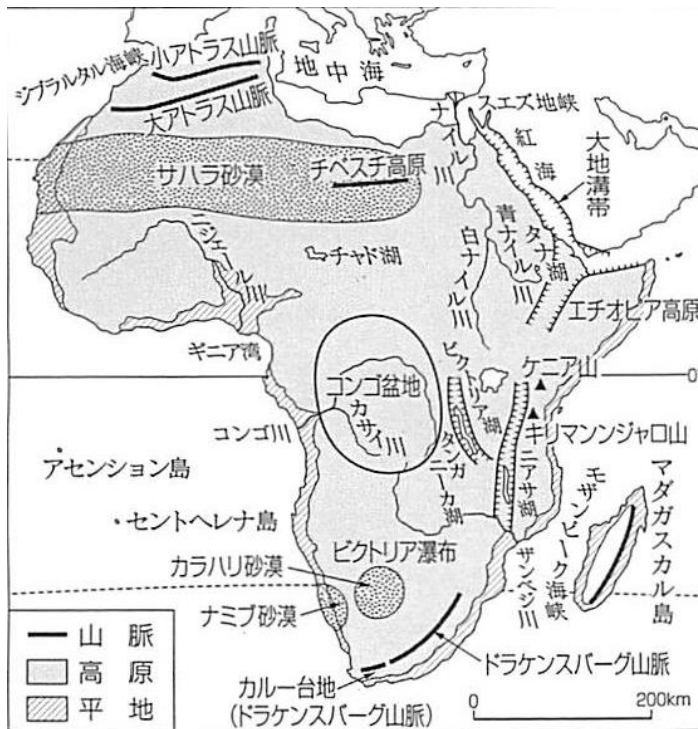 ジブラルタル海峡
小アトラス山脈
地中海
大アトラス山脈
スエズ地峡
ナイル川
紅海
大地溝帯
サハラ砂漠
チベスチ高原
ニジェール川
チャド湖
白ナイル川
青ナイル川
タナ湖
エチオピア高原
ギニア湾
コンゴ盆地
カサイ川
ビクトリア湖
ケニア山
0
コンゴ川
キリマンンジャロ山
アセンション島
タンガニーカ湖
ニアサ湖
モザンビーク海峡
マダガスカル島
セントヘレナ島
ビクトリア瀑布
ザンベジ川
カラハリ砂漠
ナミブ砂漠
ドラケンスバーグ山脈
カルー台地
(ドラケンスバーグ山脈)
山脈
高原
平地
0 200km